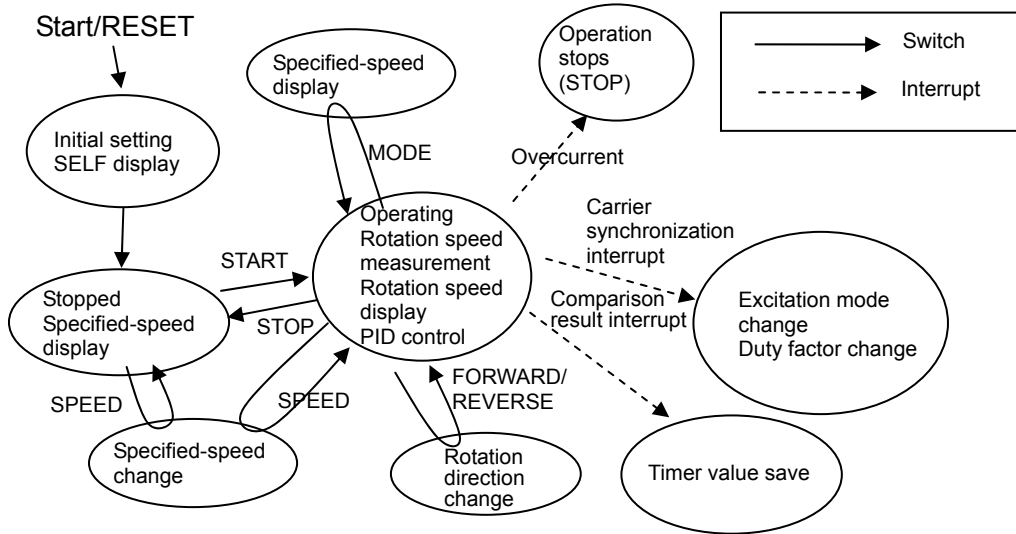 Start/RESET
Initial setting
SELF display
Specified-speed
display
MODE
Operation
stops
(STOP)
Overcurrent
Switch
Interrupt
START
STOP
Stopped
Specified-speed
display
Operating
Rotation speed
measurement
Rotation speed
display
PID control
Carrier
synchronization
interrupt
Comparison
result interrupt
Excitation mode
change
Duty factor change
SPEED
SPEED
FORWARD/
REVERSE
Specified-speed
change
Rotation
direction
change
Timer value save